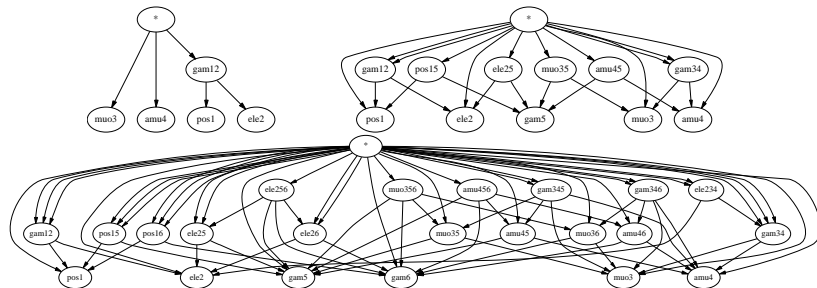 *
gam12
muo3 amu4 pos1 ele2
*
gam12 pos15 ele25 muo35 amu45 gam34
pos1 ele2 gam5 muo3 amu4
*
ele256 muo356 amu456 gam345 gam346 ele234
gam12 pos15 pos16 ele25 ele26 muo35 amu45 muo36 amu46 gam34
pos1 ele2 gam5 gam6 muo3 amu4